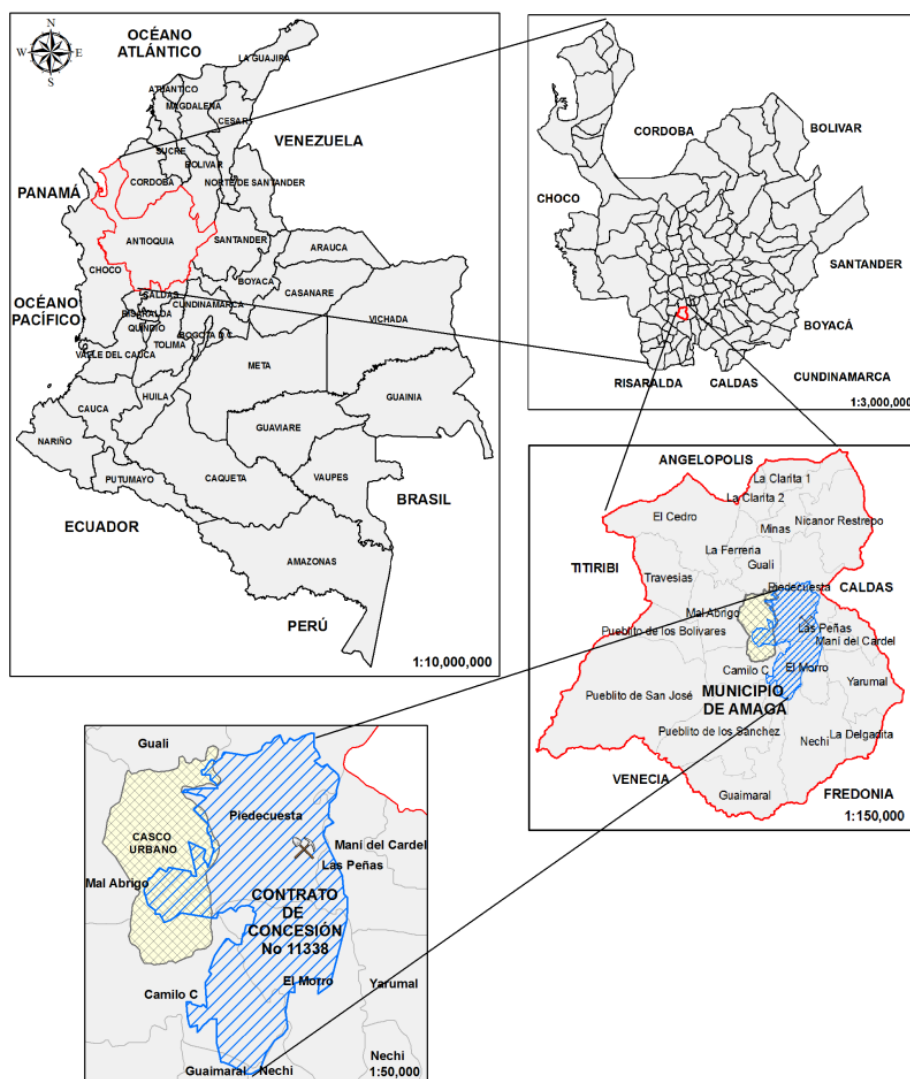 N
W
E
S
OCÉANO
ATLÁNTICO
LA GUAJIRA
ATLANTICO
MAGDALENA
CESAR
VENEZUELA
SUCRE
BOLIVAR
CORDOBA
NORTE DE SANTANDER
PANAMÁ
ANTIOQUIA
SANTANDER
ARAUCA
CHOCO
BOYACA
CASANARE
OCÉANO
PACÍFICO
CALDAS
CUNDINAMARCA
RISARALDA
VICHADA
QUINDIO
BOGOTA D.C.
TOLIMA
VALLE DEL CAUCA
META
HUILA
GUAINIA
CAUCA
GUAVIARE
NARIÑO
VAUPES
PUTUMAYO
CAQUETA
BRASIL
ECUADOR
AMAZONAS
PERÚ
1:10,000,000
CORDOBA
BOLIVAR
CHOCO
SANTANDER
BOYACÁ
RISARALDA
CALDAS
CUNDINAMARCA
1:3,000,000
ANGELOPOLIS
La Clarita 1
La Clarita 2
El Cedro
Minas
Nicanor Restrepo
La Ferreria
Guali
TITIRIBI
Travesias
Piedecuesta
CALDAS
Mal Abrigo
Las Peñas
Pueblito de los Bolivares
Maní del Cardel
Camilo C
El Morro
Yarumal
Pueblito de San José
MUNICIPIO
DE AMAGA
Pueblito de los Sanchez
Nechi
La Delgadita
VENECIA
Guaimaral
FREDONIA
1:150,000
Guali
Piedecuesta
CASCO
URBANO
Maní del Cardel
Las Peñas
Mal Abrigo
CONTRATO
DE
CONCESIÓN
No 11338
El Morro
Yarumal
Camilo C
Nechi
Guaimaral
Nechi
1:50,000